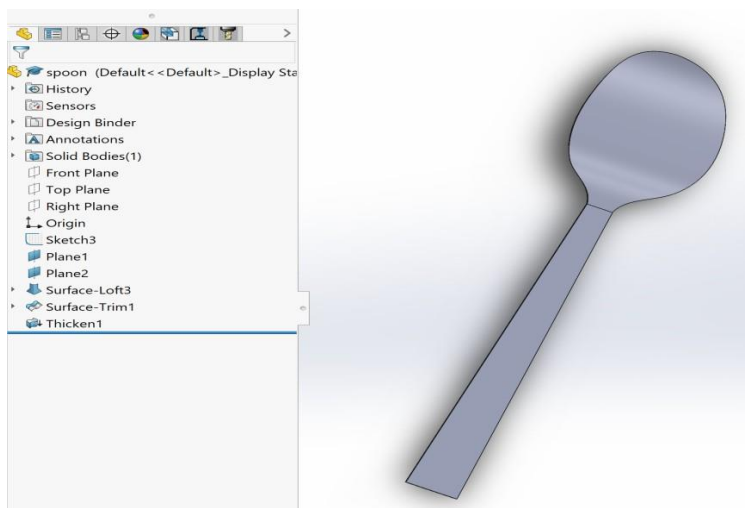 spoon (Default<<Default>_Display Sta
History
Sensors
Design Binder
Annotations
Solid Bodies(1)
Front Plane
Top Plane
Right Plane
Origin
Sketch3
Plane1
Plane2
Surface-Loft3
Surface-Trim1
Thicken1